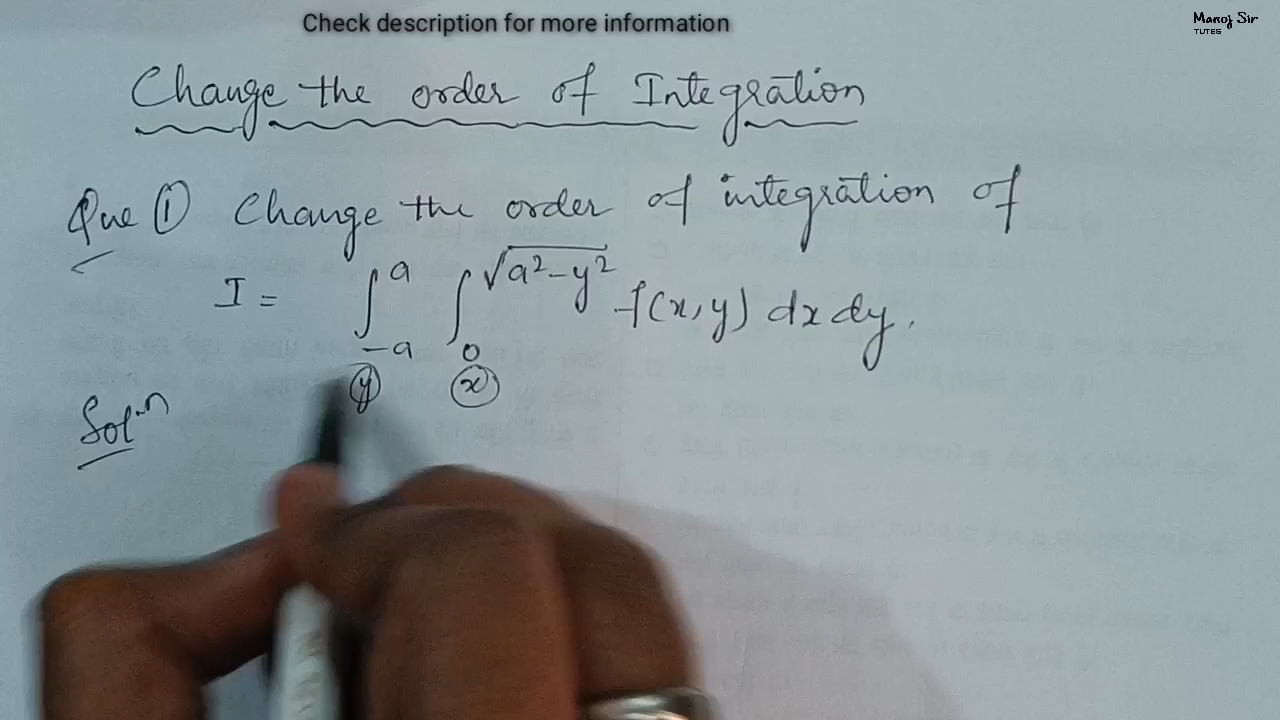 Check description for more information
Manoj Sir
TUTES
Change the order of Integration
Que ① Change the order of integration of
I = ∫_{-a}^{a} ∫_{0}^{√(a²-y²)} f(x,y) dx dy.
ⓨ ⓧ
Solⁿ